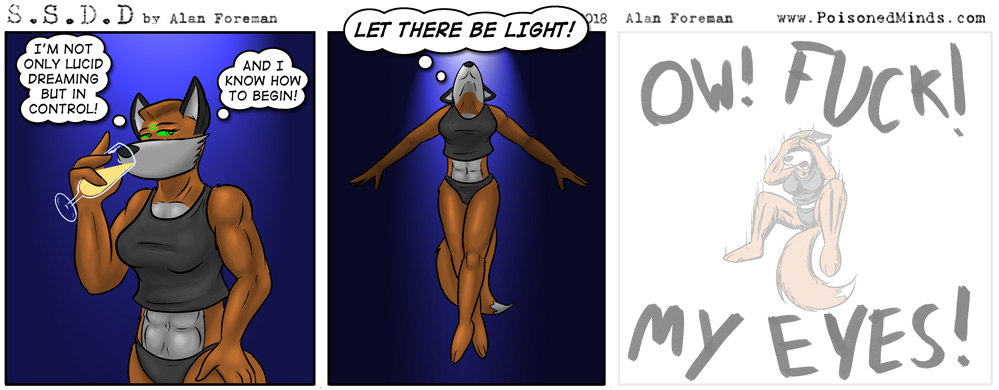 S.S.D.D by Alan Foreman
018 Alan Foreman www.PoisonedMinds.com
I'M NOT
ONLY LUCID
DREAMING
BUT IN
CONTROL!
AND I
KNOW HOW
TO BEGIN!
LET THERE BE LIGHT!
OW! FUCK!
MY EYES!